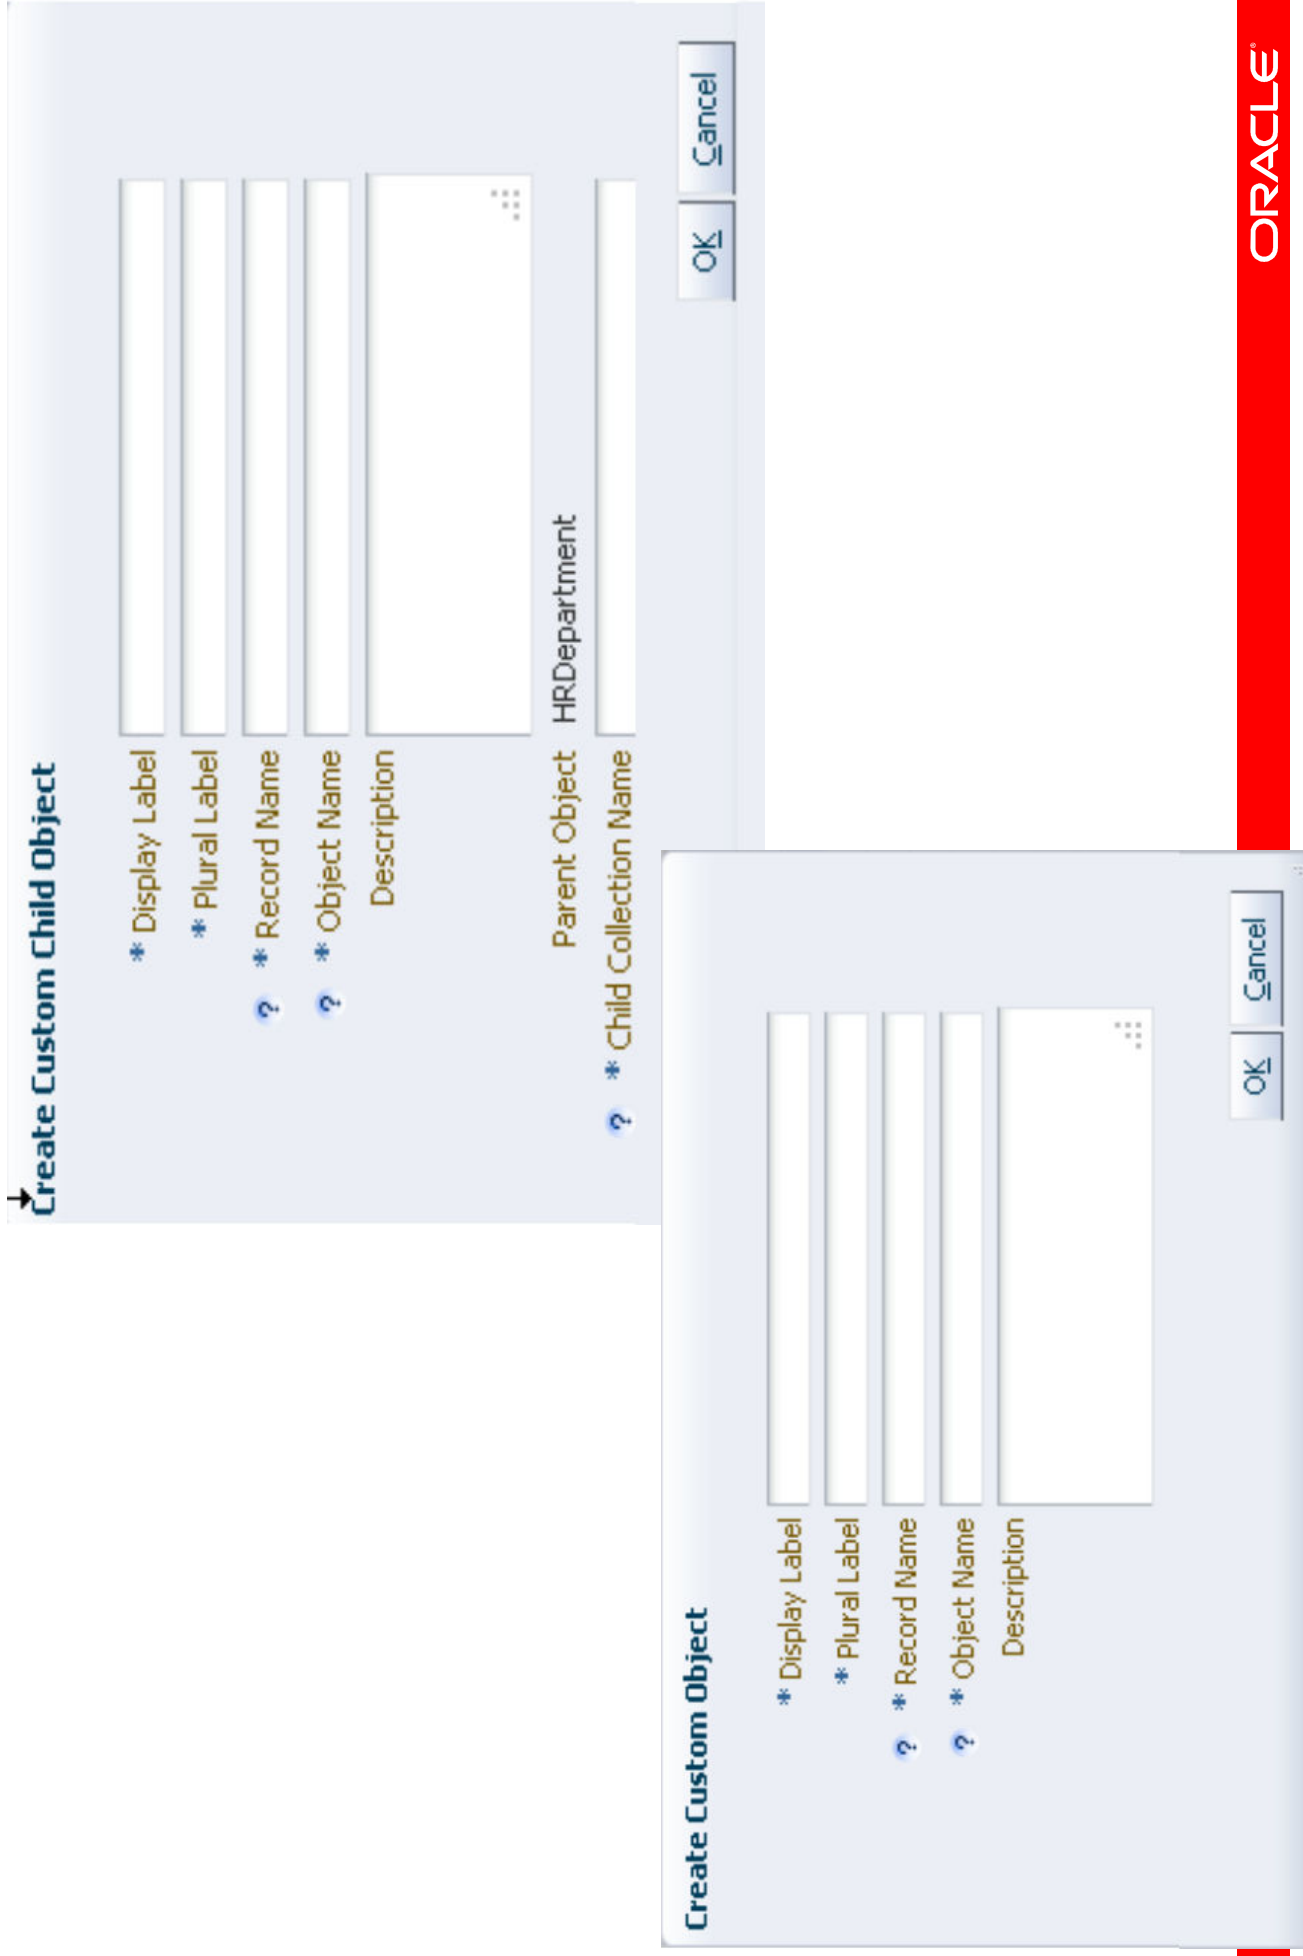 Create Custom Child Object
* Display Label
* Plural Label
? * Record Name
? * Object Name
Description
Parent Object HRDepartment
? * Child Collection Name
OK Cancel
Create Custom Object
* Display Label
* Plural Label
? * Record Name
? * Object Name
Description
OK Cancel
ORACLE®